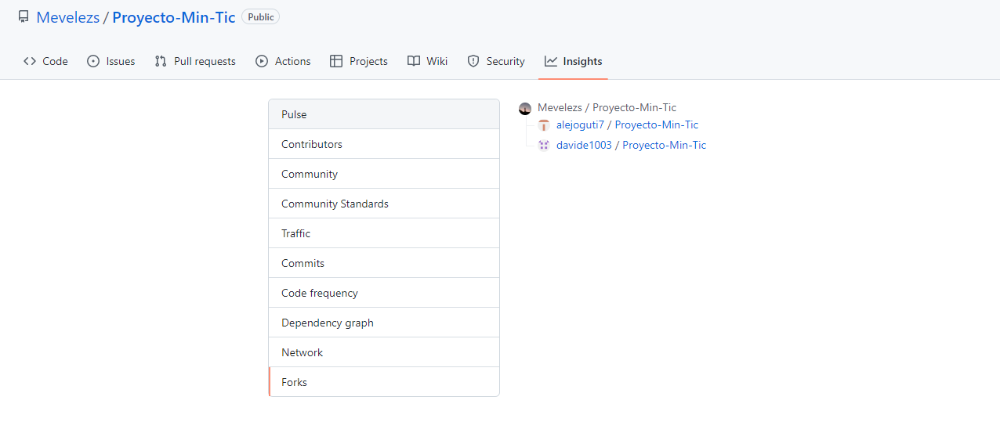 Mevelezs / Proyecto-Min-Tic Public
Code Issues Pull requests Actions Projects Wiki Security Insights
Pulse
Contributors
Community
Community Standards
Traffic
Commits
Code frequency
Dependency graph
Network
Forks
Mevelezs / Proyecto-Min-Tic
alejoguti7 / Proyecto-Min-Tic
davide1003 / Proyecto-Min-Tic